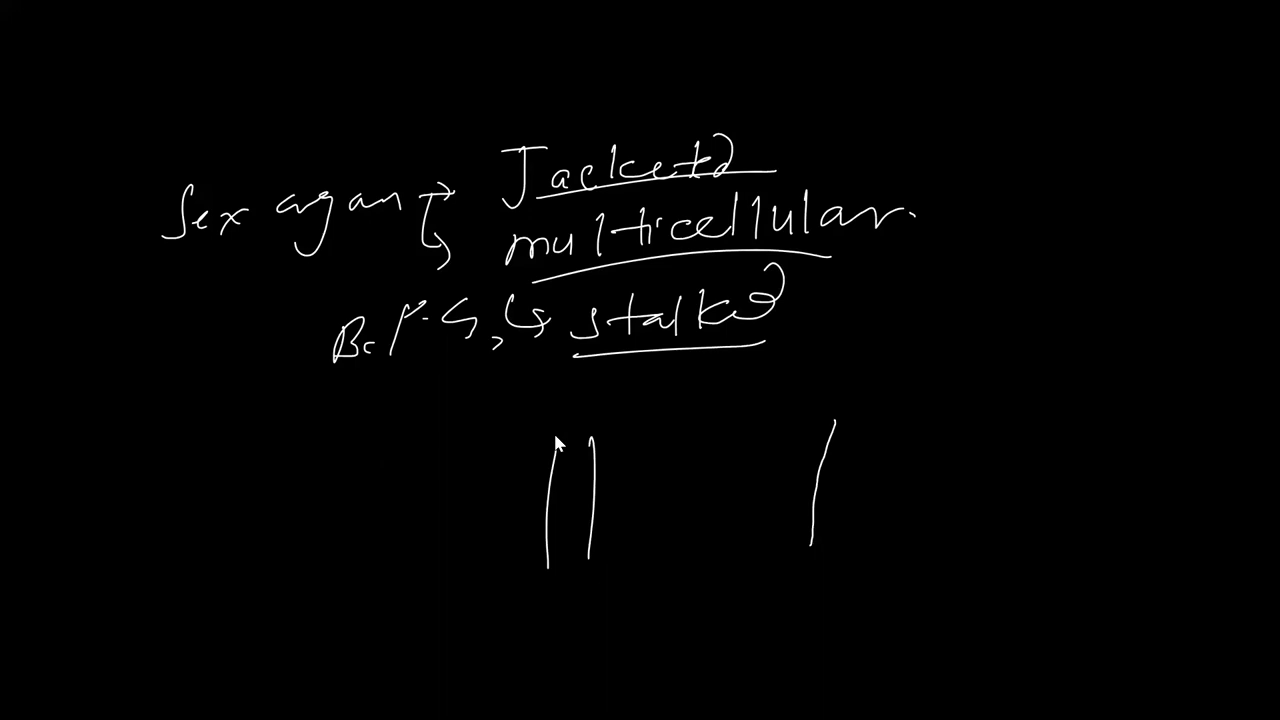 Sex organ → Jacketed
↳ multicellular.
↳ stalked